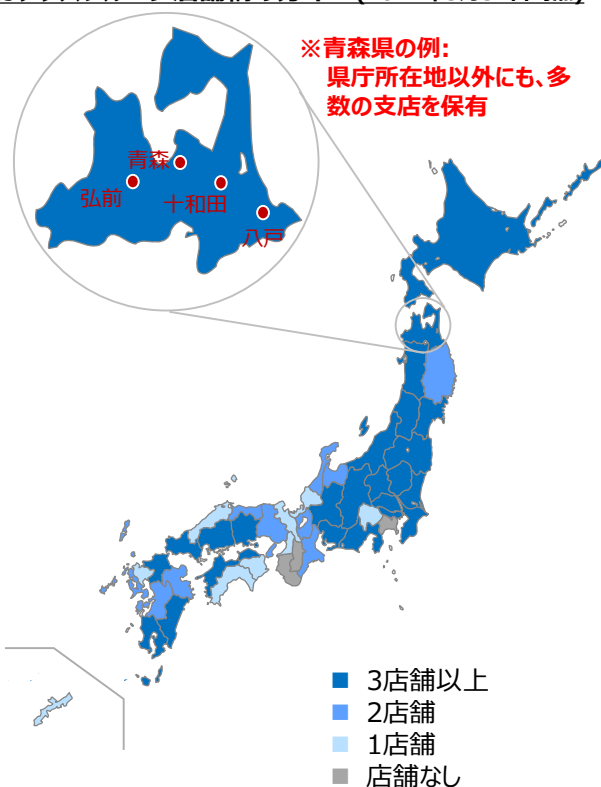 ※青森県の例:
県庁所在地以外にも、多
数の支店を保有
青森
弘前
十和田
八戸
3店舗以上
2店舗
1店舗
店舗なし